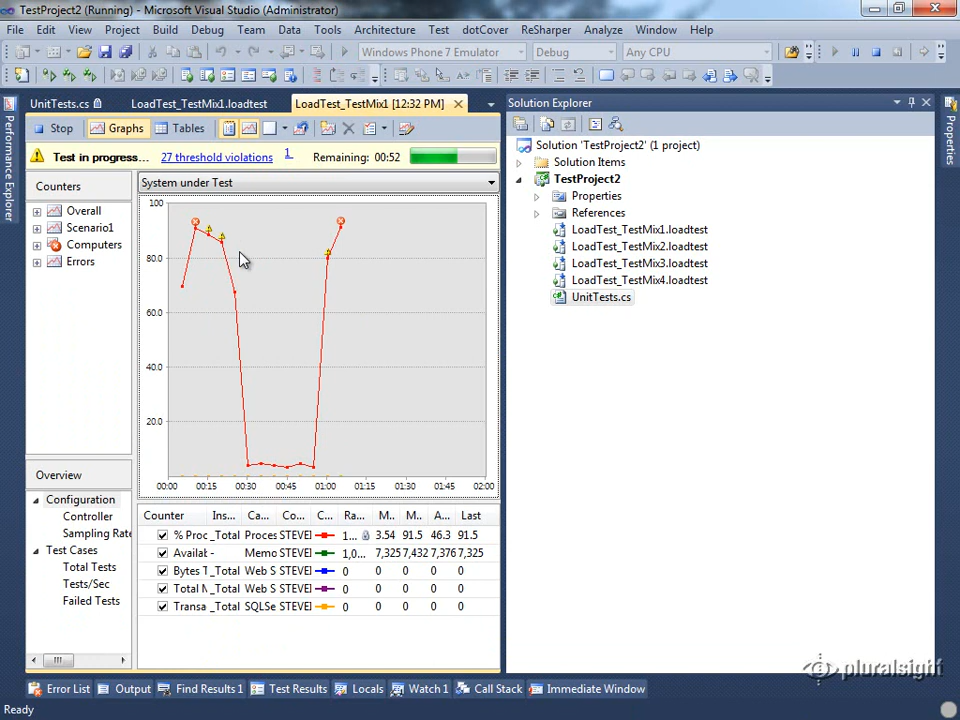 TestProject2 (Running) - Microsoft Visual Studio (Administrator)
File Edit View Project Build Debug Team Data Tools Architecture Test dotCover ReSharper Analyze Window Help
Windows Phone 7 Emulator Debug Any CPU
Performance Explorer
UnitTests.cs LoadTest_TestMix1.loadtest LoadTest_TestMix1 [12:32 PM]
Stop Graphs Tables
Test in progress... 27 threshold violations 1 Remaining: 00:52
Counters
Overall
Scenario1
Computers
Errors
System under Test
100
80.0
60.0
40.0
20.0
00:00 00:15 00:30 00:45 01:00 01:15 01:30 01:45 02:00
Overview
Configuration
Controller
Sampling Rate
Test Cases
Total Tests
Tests/Sec
Failed Tests
Counter Ins... Ca... Co... C... Ra... M... M... A... Last
% Proc _Total Proces STEVE 1... 3.54 91.5 46.3 91.5
Availab - Memo STEVE 1,0... 7,325 7,432 7,376 7,325
Bytes T _Total Web S STEVE 0 0 0 0 0
Total M _Total Web S STEVE 0 0 0 0 0
Transa _Total SQLSe STEVE 0 0 0 0 0
Solution Explorer
Solution 'TestProject2' (1 project)
Solution Items
TestProject2
Properties
References
LoadTest_TestMix1.loadtest
LoadTest_TestMix2.loadtest
LoadTest_TestMix3.loadtest
LoadTest_TestMix4.loadtest
UnitTests.cs
Properties
pluralsight
Error List Output Find Results 1 Test Results Locals Watch 1 Call Stack Immediate Window
Ready